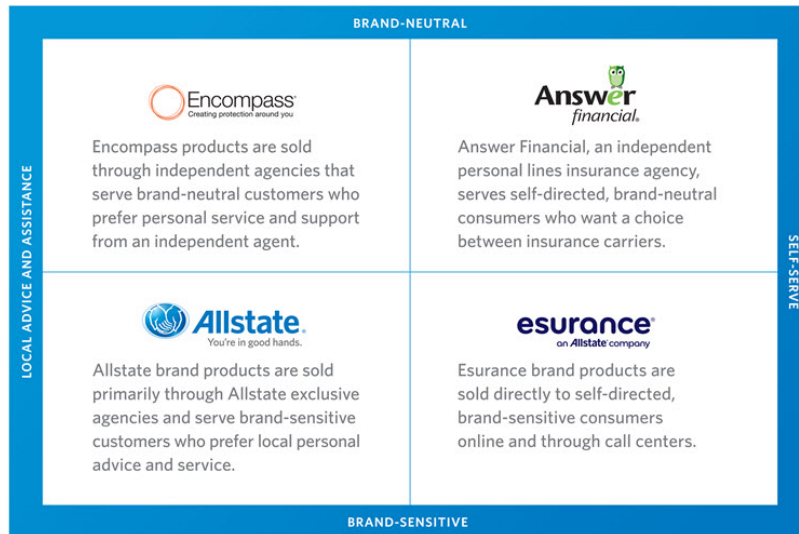 BRAND-NEUTRAL
LOCAL ADVICE AND ASSISTANCE
Encompass®
Creating protection around you
Encompass products are sold
through independent agencies that
serve brand-neutral customers who
prefer personal service and support
from an independent agent.
Answer
financial®
Answer Financial, an independent
personal lines insurance agency,
serves self-directed, brand-neutral
consumers who want a choice
between insurance carriers.
SELF-SERVE
Allstate®
You're in good hands.
Allstate brand products are sold
primarily through Allstate exclusive
agencies and serve brand-sensitive
customers who prefer local personal
advice and service.
esurance®
an Allstate company
Esurance brand products are
sold directly to self-directed,
brand-sensitive consumers
online and through call centers.
BRAND-SENSITIVE